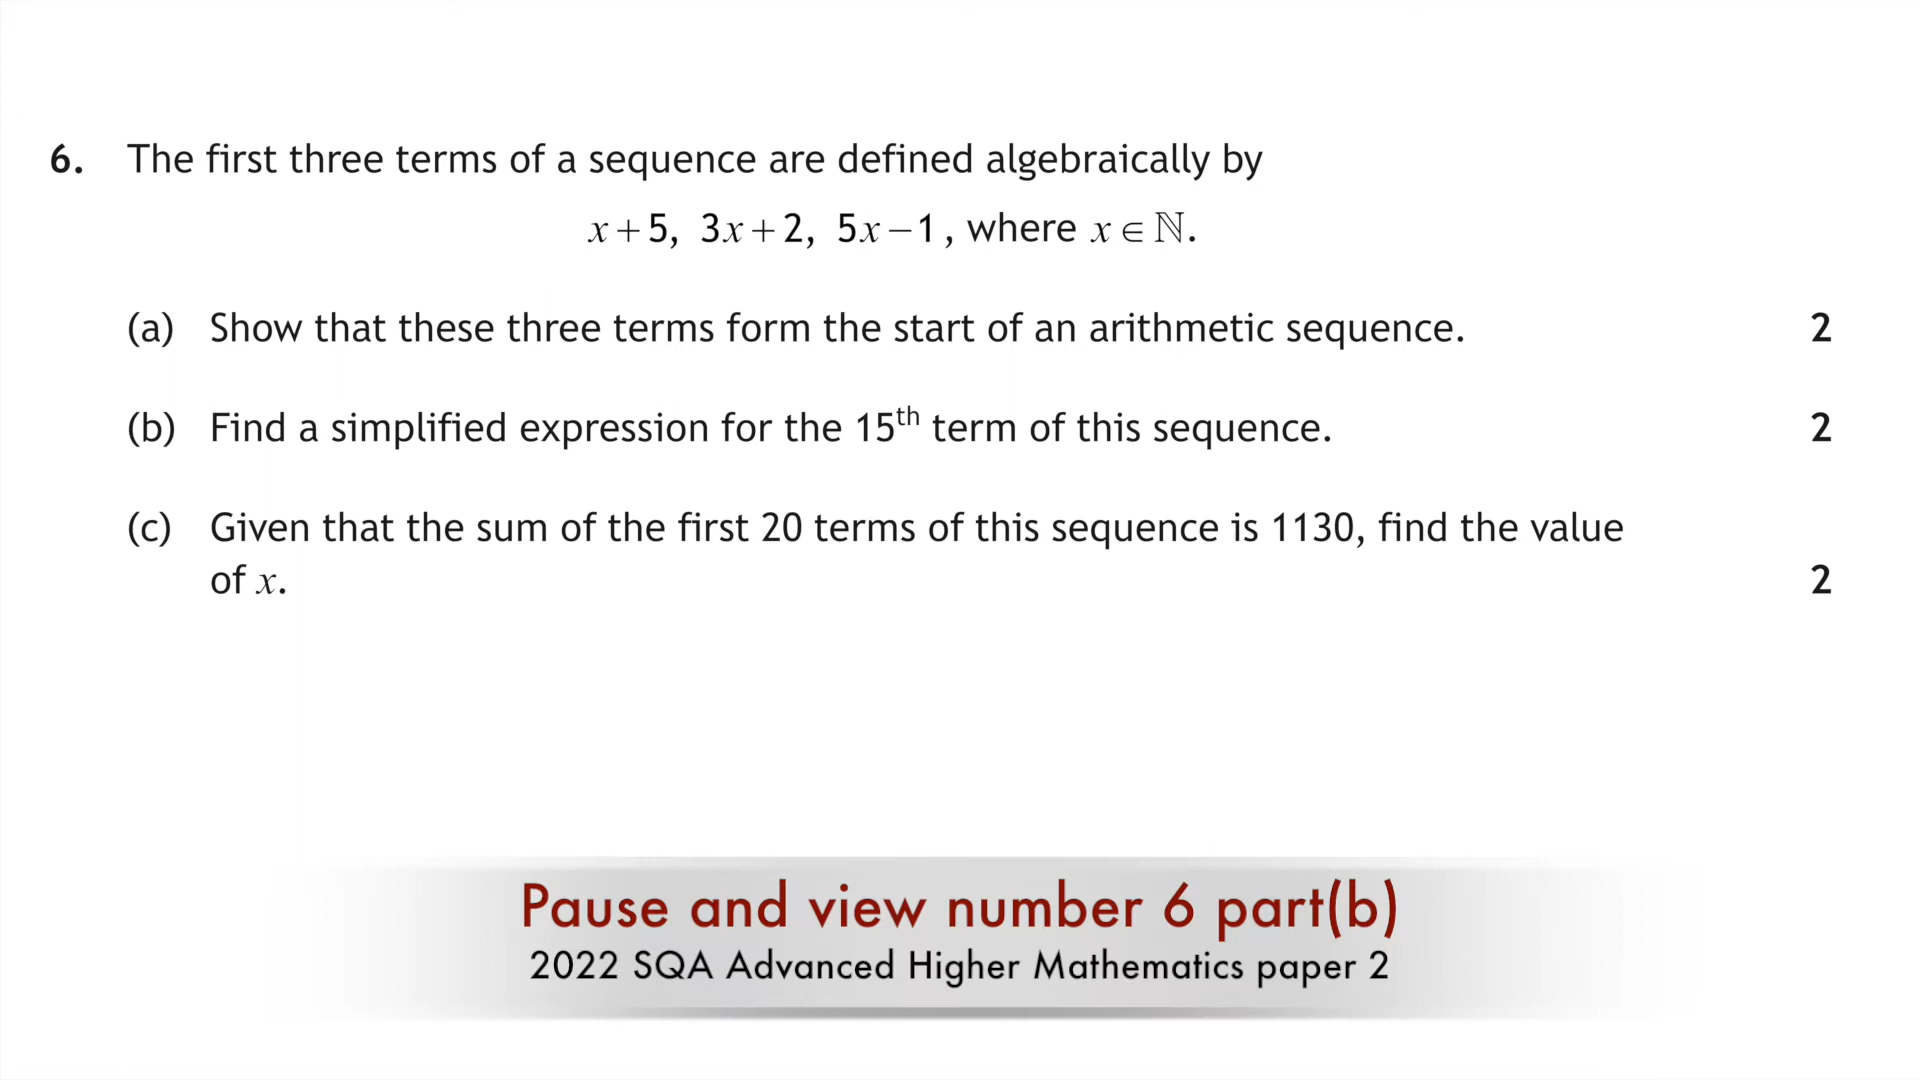 6. The first three terms of a sequence are defined algebraically by
x+5, 3x+2, 5x−1, where x∈ℕ.
(a) Show that these three terms form the start of an arithmetic sequence. 2
(b) Find a simplified expression for the 15th term of this sequence. 2
(c) Given that the sum of the first 20 terms of this sequence is 1130, find the value
of x. 2
Pause and view number 6 part(b)
2022 SQA Advanced Higher Mathematics paper 2